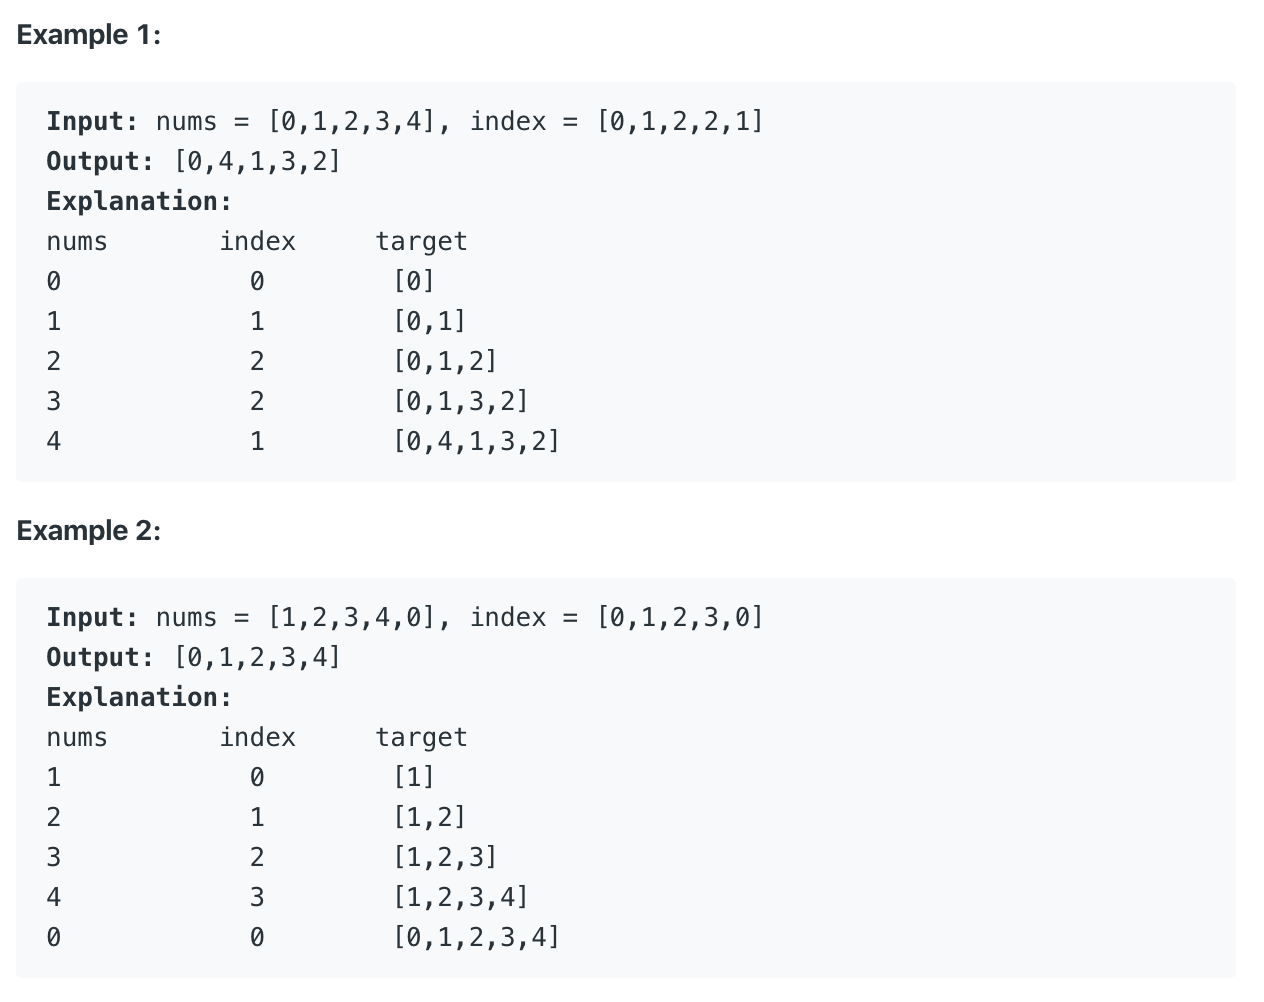 Example 1:
Input: nums = [0,1,2,3,4], index = [0,1,2,2,1]
Output: [0,4,1,3,2]
Explanation:
nums       index     target
0            0        [0]
1            1        [0,1]
2            2        [0,1,2]
3            2        [0,1,3,2]
4            1        [0,4,1,3,2]
Example 2:
Input: nums = [1,2,3,4,0], index = [0,1,2,3,0]
Output: [0,1,2,3,4]
Explanation:
nums       index     target
1            0        [1]
2            1        [1,2]
3            2        [1,2,3]
4            3        [1,2,3,4]
0            0        [0,1,2,3,4]